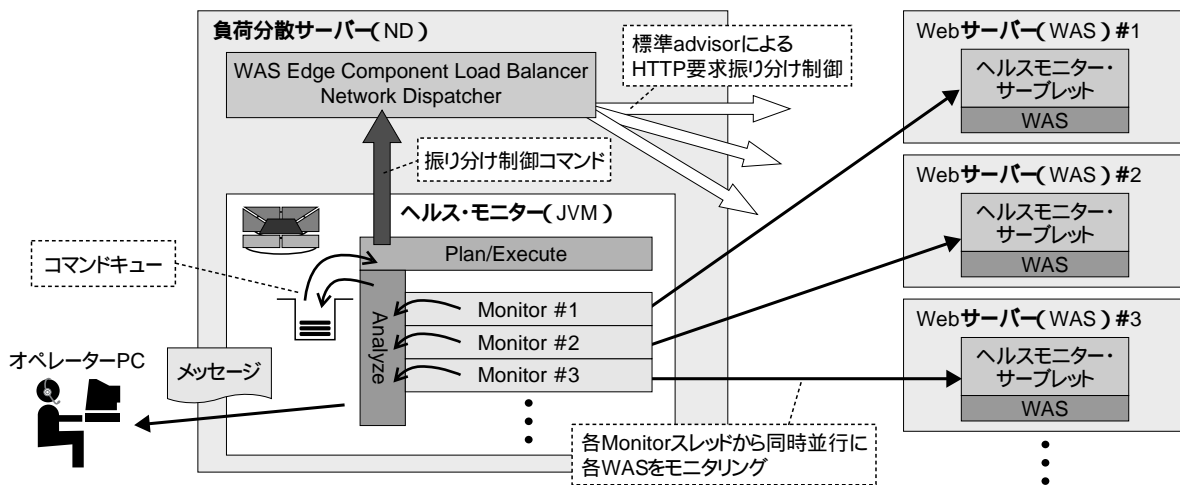 負荷分散サーバー(ND)
WAS Edge Component Load Balancer
Network Dispatcher
標準advisorによる
HTTP要求振り分け制御
振り分け制御コマンド
ヘルス・モニター(JVM)
コマンドキュー
Plan/Execute
Analyze
Monitor #1
Monitor #2
Monitor #3
オペレーターPC
メッセージ
各Monitorスレッドから同時並行に
各WASをモニタリング
Webサーバー(WAS)#1
ヘルスモニター・
サーブレット
WAS
Webサーバー(WAS)#2
ヘルスモニター・
サーブレット
WAS
Webサーバー(WAS)#3
ヘルスモニター・
サーブレット
WAS